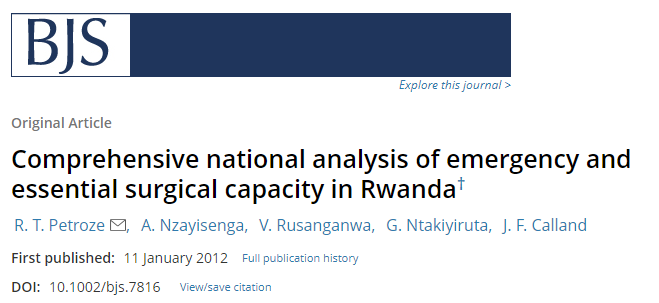 BJS
Explore this journal >
Original Article
Comprehensive national analysis of emergency and
essential surgical capacity in Rwanda†
R. T. Petroze, A. Nzayisenga, V. Rusanganwa, G. Ntakiyiruta, J. F. Calland
First published: 11 January 2012 Full publication history
DOI: 10.1002/bjs.7816 View/save citation